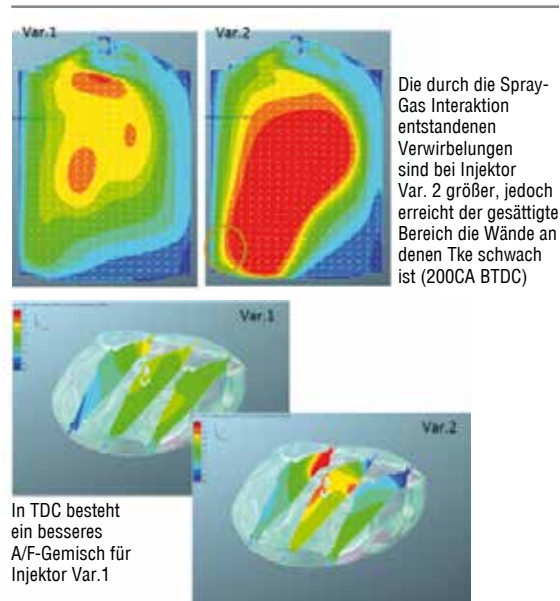 Var.1
Var.2
Die durch die Spray-
Gas Interaktion
entstandenen
Verwirbelungen
sind bei Injektor
Var. 2 größer, jedoch
erreicht der gesättigte
Bereich die Wände an
denen Tke schwach
ist (200CA BTDC)
Var.1
Var.2
In TDC besteht
ein besseres
A/F-Gemisch für
Injektor Var.1